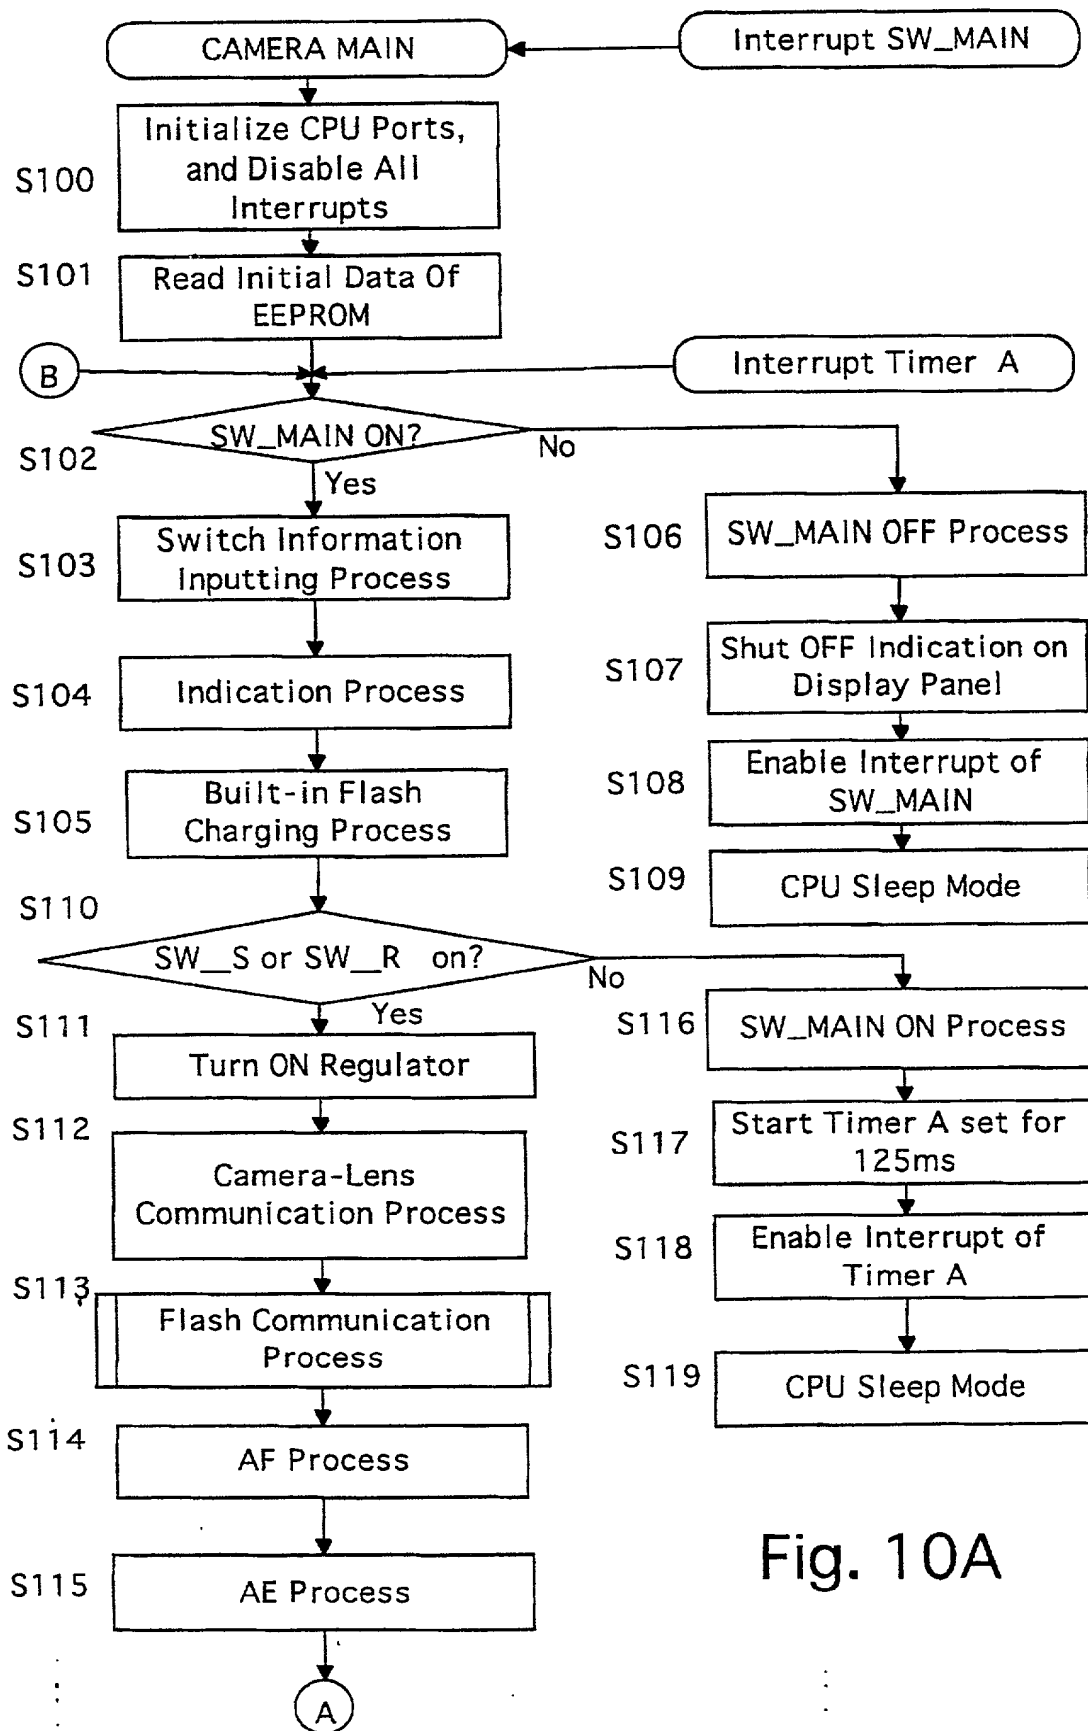 CAMERA MAIN
Interrupt SW_MAIN
S100
Initialize CPU Ports,
and Disable All
Interrupts
S101
Read Initial Data Of
EEPROM
B
Interrupt Timer A
S102
SW_MAIN ON?
No
Yes
S103
Switch Information
Inputting Process
S106
SW_MAIN OFF Process
S104
Indication Process
S107
Shut OFF Indication on
Display Panel
S105
Built-in Flash
Charging Process
S108
Enable Interrupt of
SW_MAIN
S109
CPU Sleep Mode
S110
SW__S or SW__R on?
No
Yes
S111
Turn ON Regulator
S116
SW_MAIN ON Process
S112
Camera-Lens
Communication Process
S117
Start Timer A set for
125ms
S113
Flash Communication
Process
S118
Enable Interrupt of
Timer A
S119
CPU Sleep Mode
S114
AF Process
S115
AE Process
A
Fig. 10A